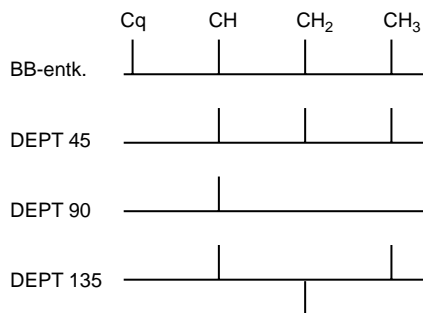 Cq CH CH₂ CH₃
BB-entk.
DEPT 45
DEPT 90
DEPT 135